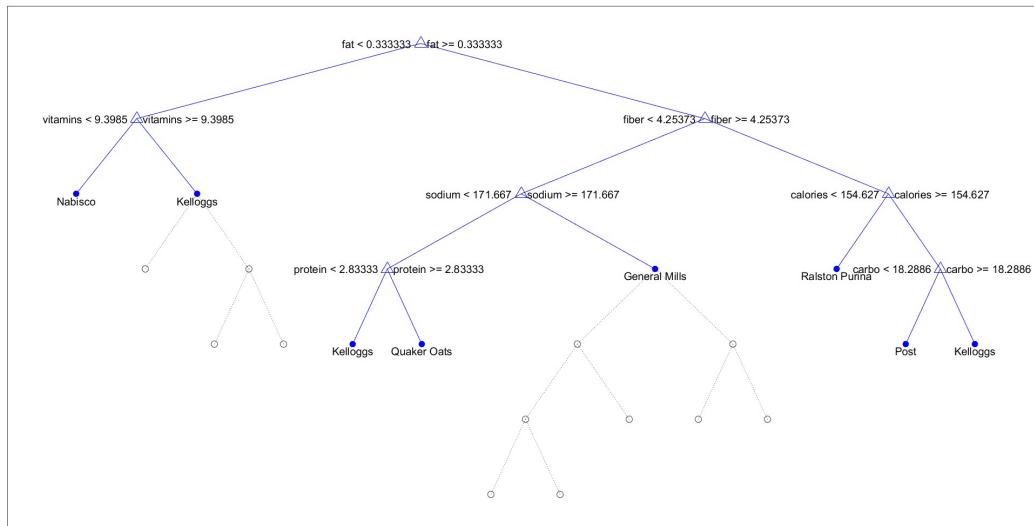 fat < 0.333333 fat >= 0.333333
vitamins < 9.3985 vitamins >= 9.3985
fiber < 4.25373 fiber >= 4.25373
Nabisco
Kelloggs
sodium < 171.667 sodium >= 171.667
calories < 154.627 calories >= 154.627
protein < 2.83333 protein >= 2.83333
General Mills
Ralston Purina
carbo < 18.2886 carbo >= 18.2886
Kelloggs
Quaker Oats
Post
Kelloggs